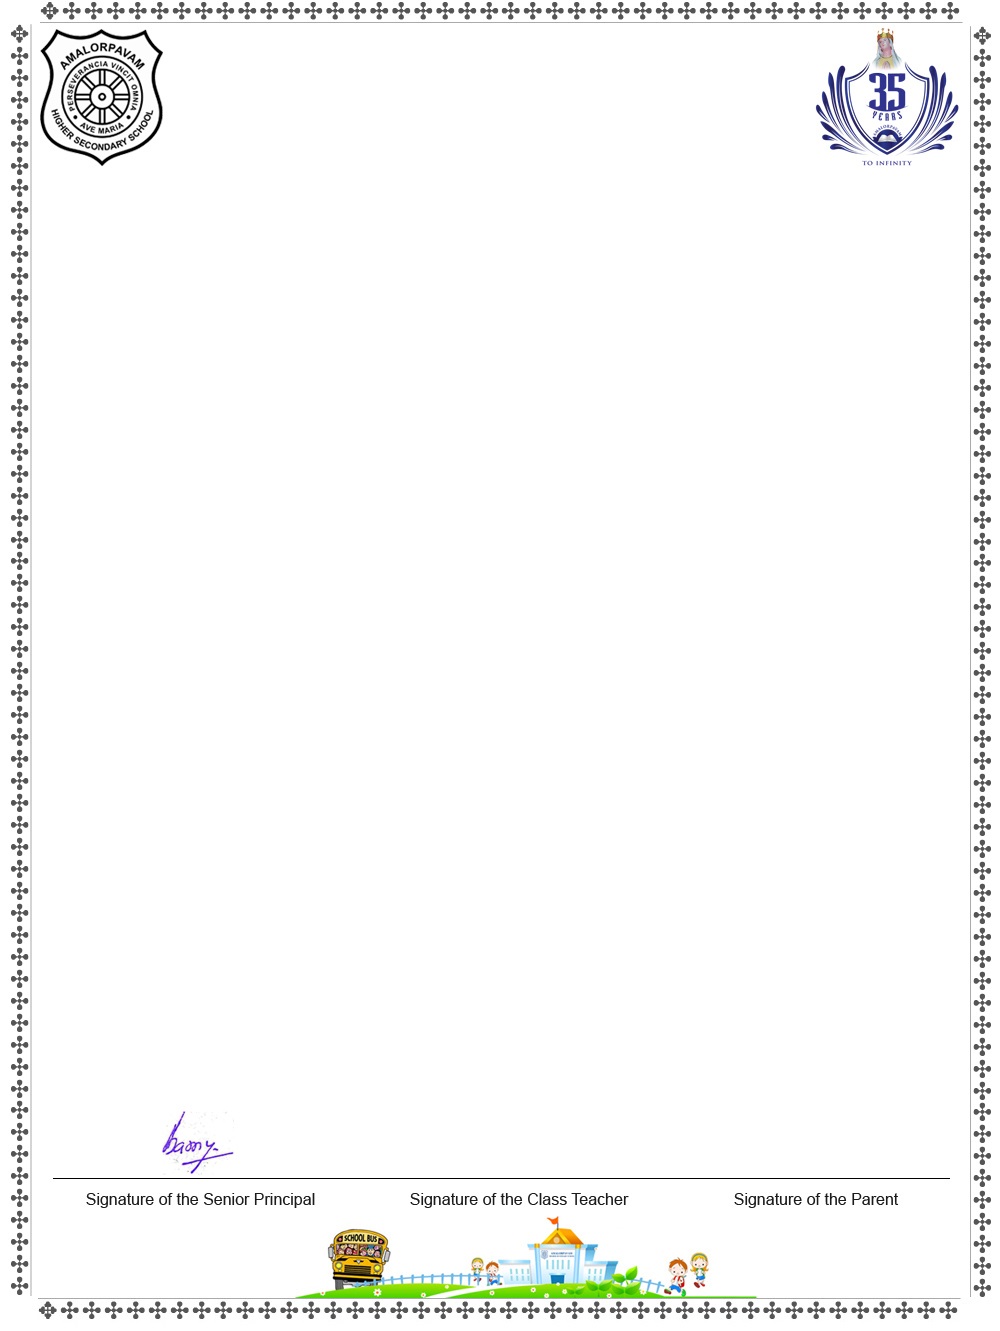 AMALORPAVAM
PERSEVERANCIA VINCIT OMNIA
AVE MARIA
HIGHER SECONDARY SCHOOL
35
YEARS
AMALORPAVAM
TO INFINITY
Signature of the Senior Principal Signature of the Class Teacher Signature of the Parent
SCHOOL BUS